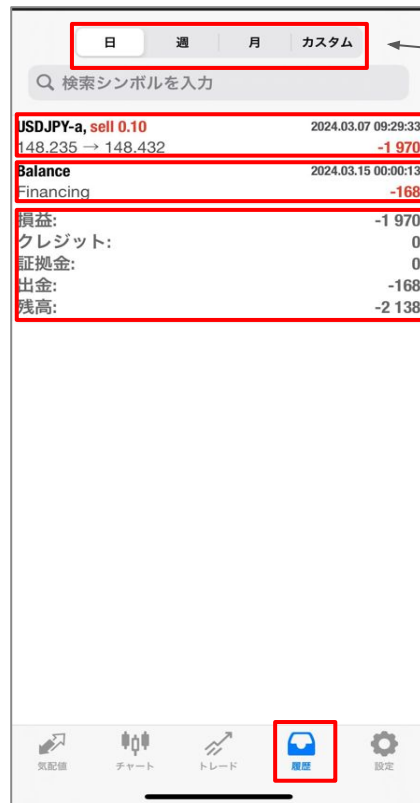 日 週 月 カスタム
検索シンボルを入力
USDJPY-a, sell 0.10 2024.03.07 09:29:33
148.235 → 148.432 -1 970
Balance 2024.03.15 00:00:13
Financing -168
損益: -1 970
クレジット: 0
証拠金: 0
出金: -168
残高: -2 138
気配値 チャート トレード 履歴 設定